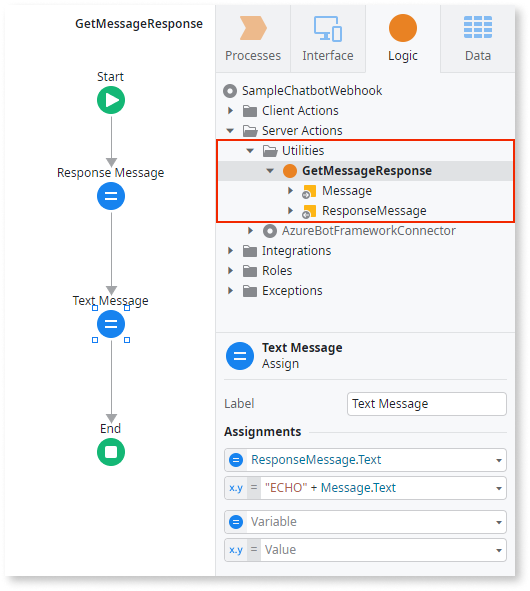 GetMessageResponse
Start
Response Message
Text Message
End
Processes
Interface
Logic
Data
SampleChatbotWebhook
Client Actions
Server Actions
Utilities
GetMessageResponse
Message
ResponseMessage
AzureBotFrameworkConnector
Integrations
Roles
Exceptions
Text Message
Assign
Label
Text Message
Assignments
= ResponseMessage.Text
x.y = "ECHO" + Message.Text
= Variable
x.y = Value